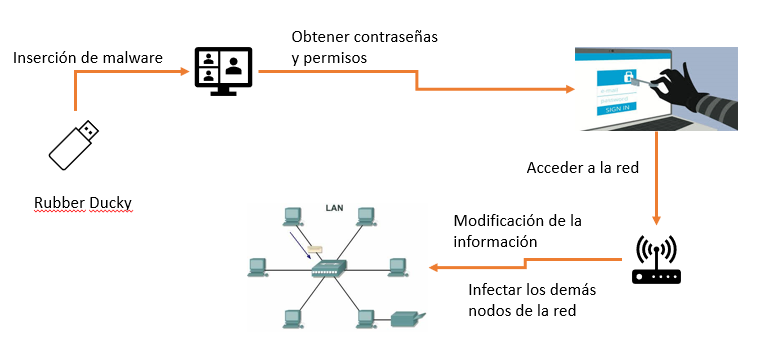 Obtener contraseñas
y permisos
Inserción de malware
SIGN IN
Acceder a la red
Rubber Ducky
LAN
Modificación de la
información
Infectar los demás
nodos de la red